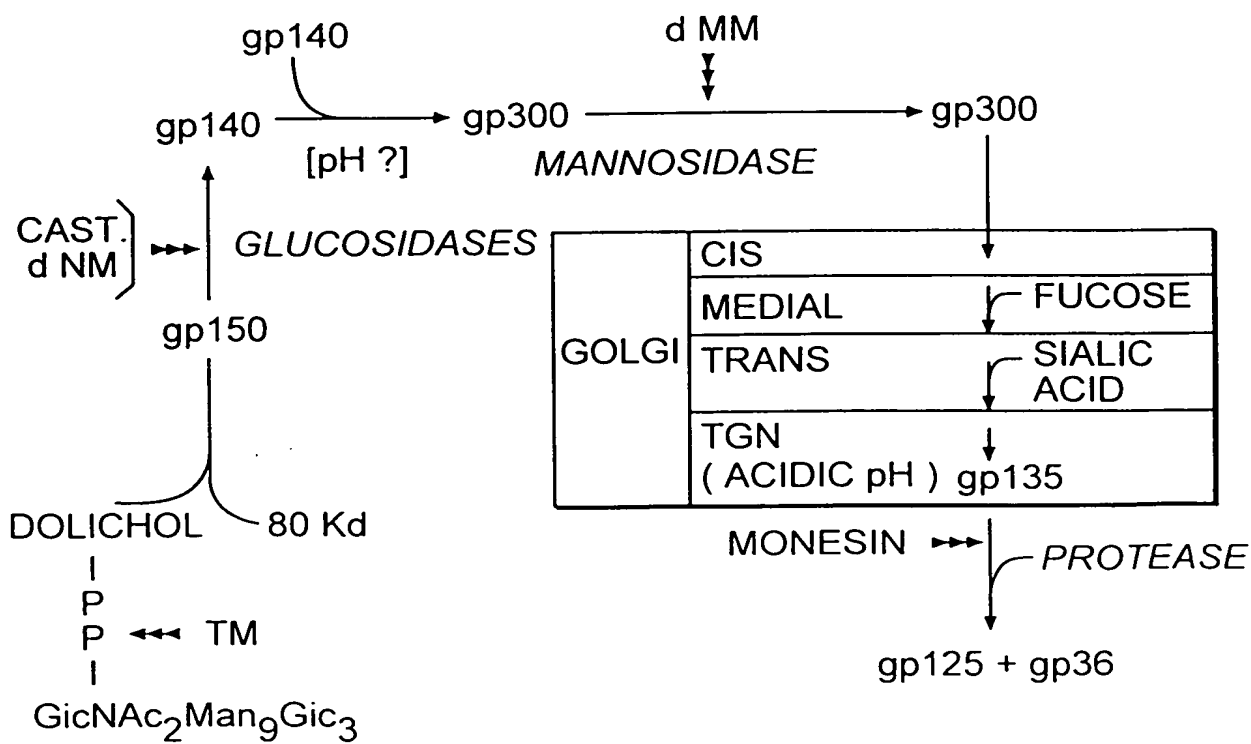 gp140
d MM
gp140
gp300
gp300
[pH ?]
MANNOSIDASE
CAST.
d NM
GLUCOSIDASES
gp150
GOLGI
CIS
MEDIAL
FUCOSE
TRANS
SIALIC
ACID
TGN
( ACIDIC pH ) gp135
DOLICHOL
80 Kd
MONESIN
PROTEASE
P
P
TM
gp125 + gp36
GicNAc₂Man₉Gic₃